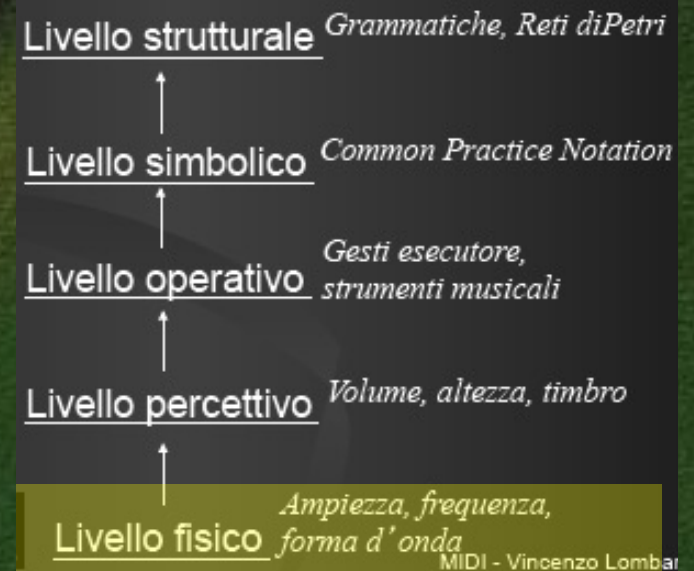 Livello strutturale Grammatiche, Reti diPetri
Livello simbolico Common Practice Notation
Livello operativo Gesti esecutore,
strumenti musicali
Livello percettivo Volume, altezza, timbro
Livello fisico Ampiezza, frequenza,
forma d'onda
MIDI - Vincenzo